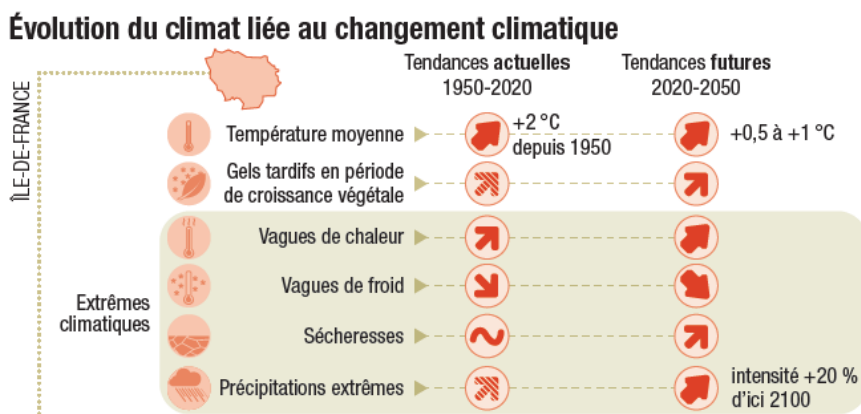 Évolution du climat liée au changement climatique
ÎLE-DE-FRANCE
Tendances actuelles
1950-2020
Tendances futures
2020-2050
Température moyenne
+2 °C
depuis 1950
+0,5 à +1 °C
Gels tardifs en période
de croissance végétale
Extrêmes
climatiques
Vagues de chaleur
Vagues de froid
Sécheresses
Précipitations extrêmes
intensité +20 %
d'ici 2100